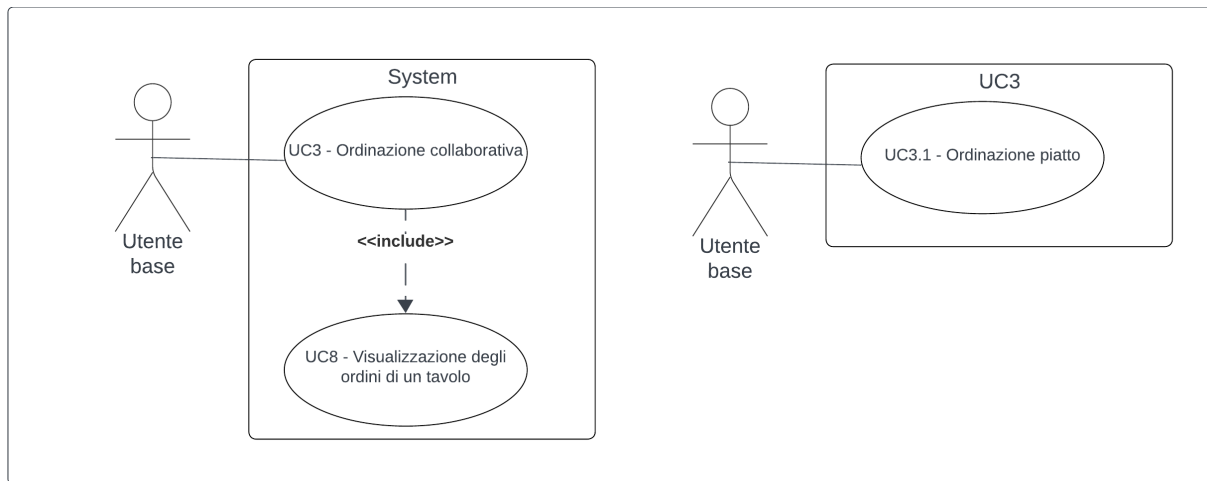 System
UC3 - Ordinazione collaborativa
<<include>>
UC8 - Visualizzazione degli
ordini di un tavolo
Utente
base
UC3
UC3.1 - Ordinazione piatto
Utente
base